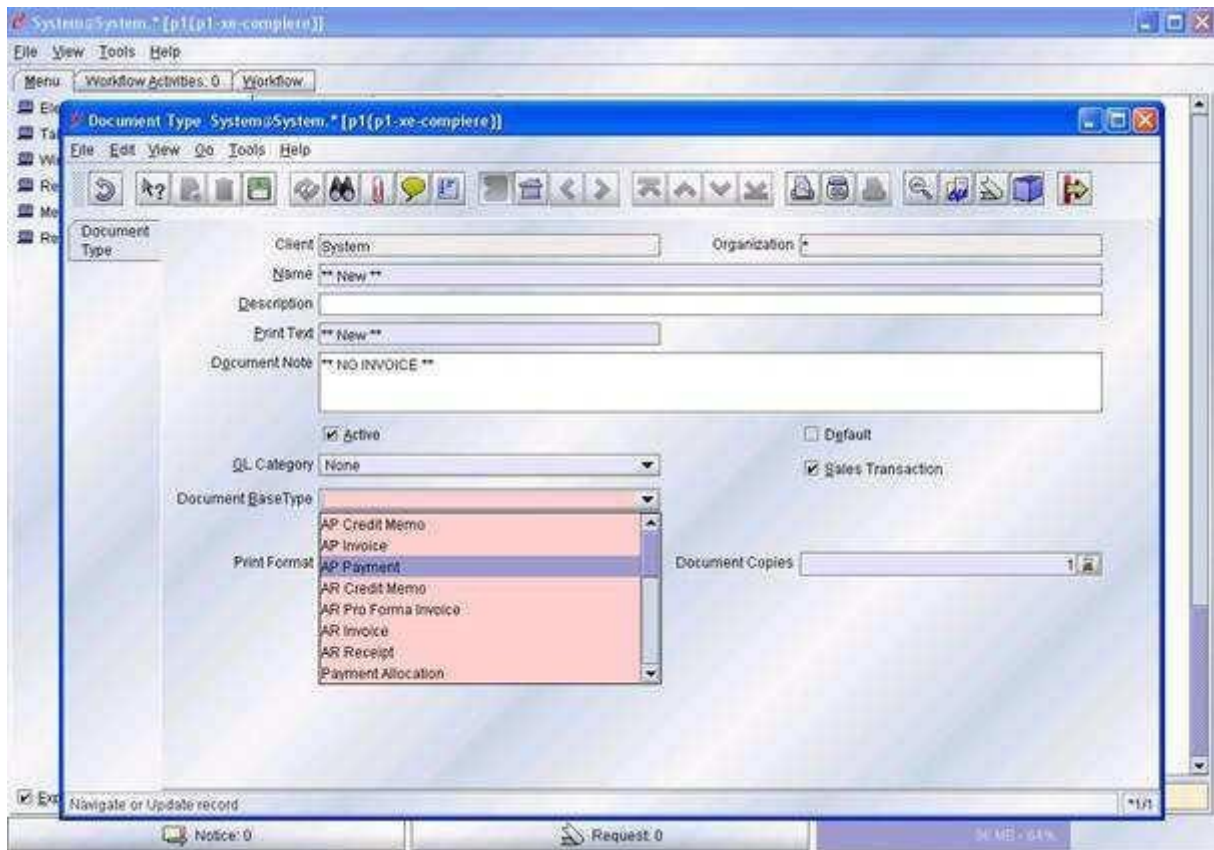 System@System.* [p1{p1-xe-compiere}]
File View Tools Help
Menu Workflow Activities: 0 Workflow
Document Type System@System.* [p1{p1-xe-compiere}]
File Edit View Go Tools Help
Document
Type
Client System Organization *
Name ** New **
Description
Print Text ** New **
Document Note ** NO INVOICE **
Active Default
GL Category None Sales Transaction
Document BaseType
AP Credit Memo
AP Invoice
Print Format AP Payment Document Copies 1
AR Credit Memo
AR Pro Forma Invoice
AR Invoice
AR Receipt
Payment Allocation
Navigate or Update record *1/1
Notice: 0 Request: 0